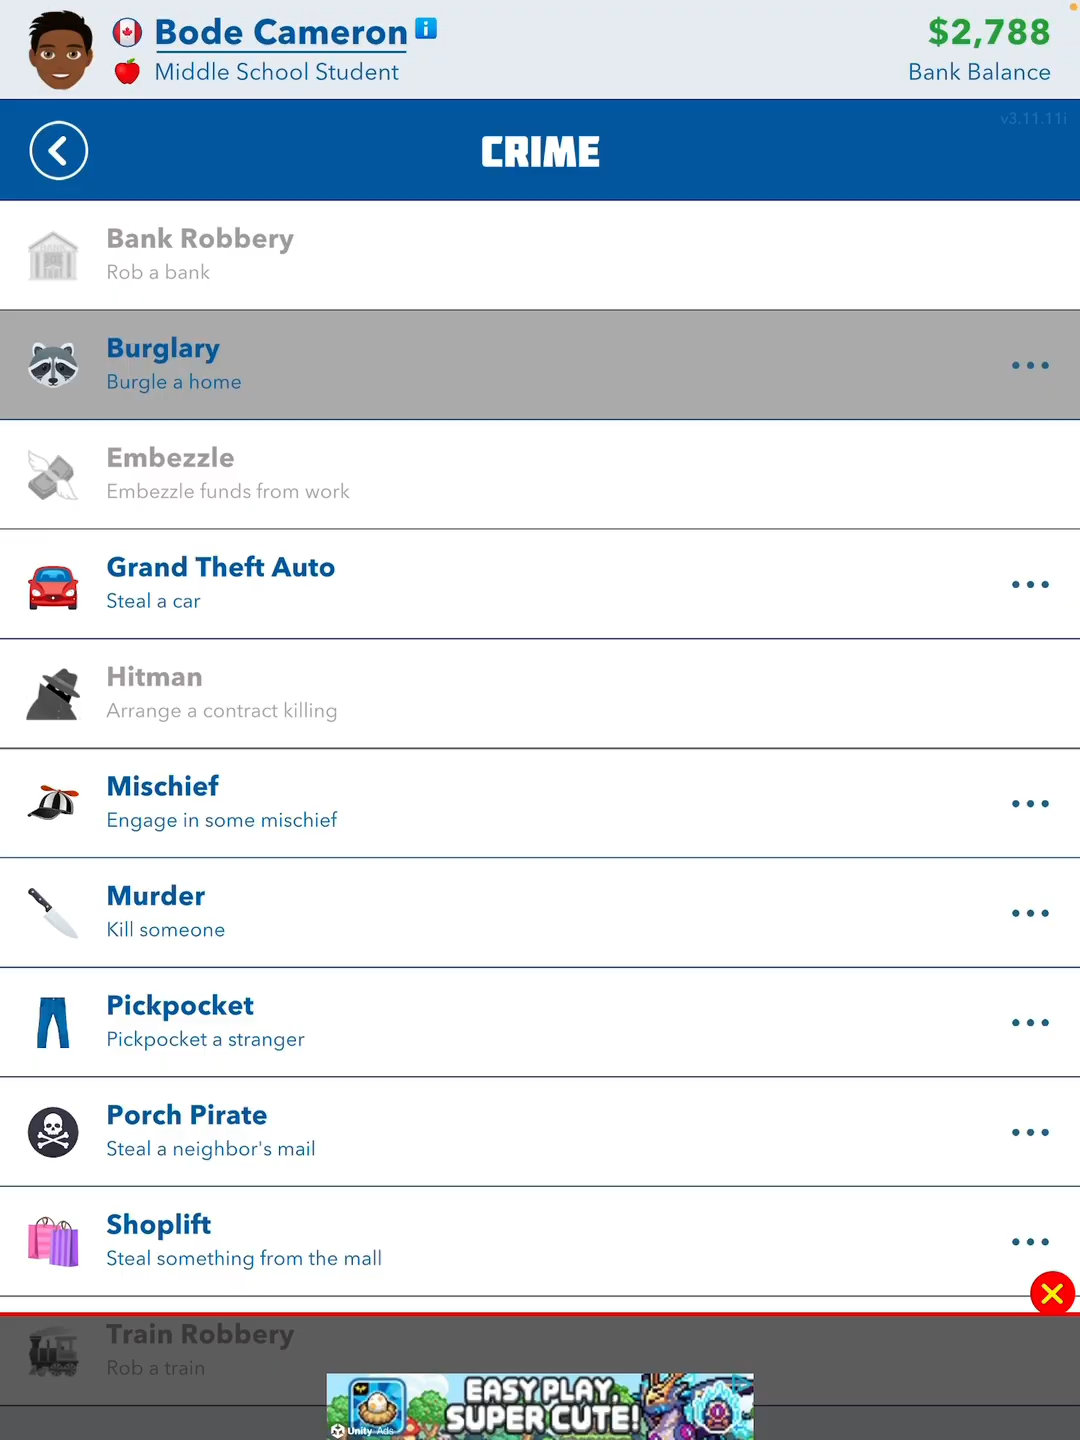 Bode Cameron
$2,788
Middle School Student
Bank Balance
v3.11.11i
CRIME
Bank Robbery
Rob a bank
Burglary
Burgle a home
Embezzle
Embezzle funds from work
Grand Theft Auto
Steal a car
Hitman
Arrange a contract killing
Mischief
Engage in some mischief
Murder
Kill someone
Pickpocket
Pickpocket a stranger
Porch Pirate
Steal a neighbor's mail
Shoplift
Steal something from the mall
Train Robbery
Rob a train
EASY PLAY,
SUPER CUTE!
Unity Ads